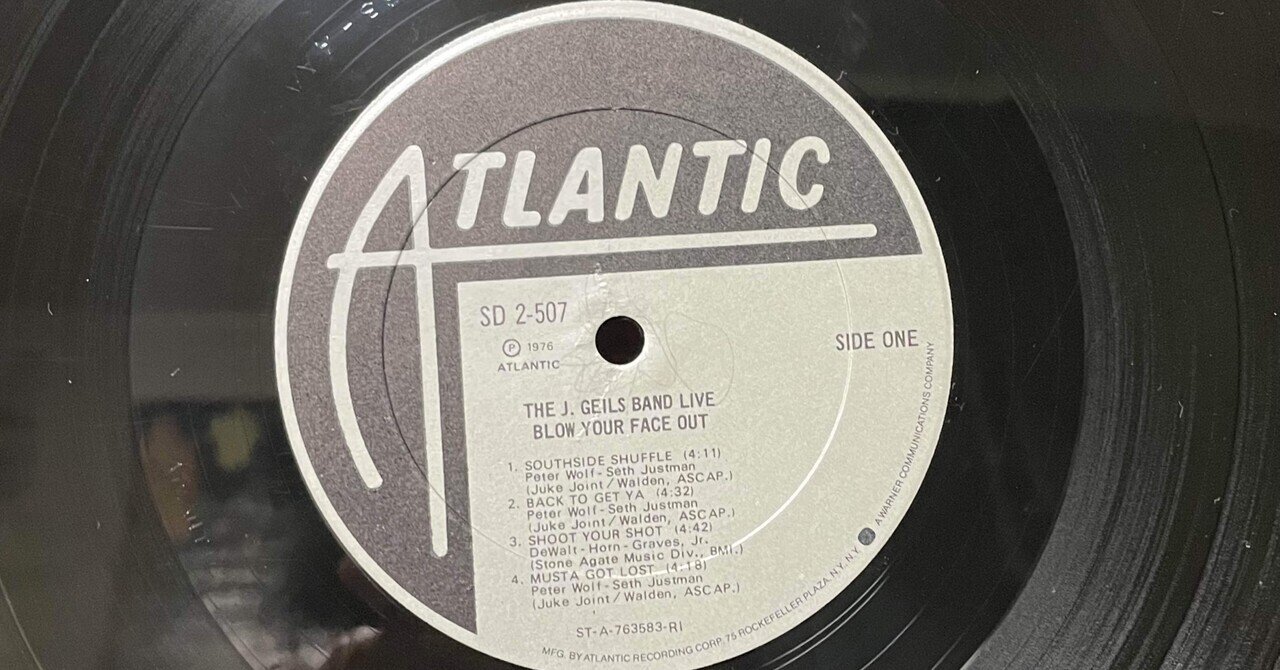 ATLANTIC
SD 2-507
SIDE ONE
Ⓟ 1976
ATLANTIC
THE J. GEILS BAND LIVE
BLOW YOUR FACE OUT
1. SOUTHSIDE SHUFFLE (4:11)
Peter Wolf-Seth Justman
(Juke Joint/Walden, ASCAP.)
2. BACK TO GET YA (4:32)
Peter Wolf-Seth Justman
(Juke Joint/Walden, ASCAP.)
3. SHOOT YOUR SHOT (4:42)
DeWalt-Horn-Graves, Jr.
(Stone Agate Music Div., BMI.)
4. MUSTA GOT LOST (4:18)
Peter Wolf-Seth Justman
(Juke Joint/Walden, ASCAP.)
ST-A-763583-RI
MFG. BY ATLANTIC RECORDING CORP. 75 ROCKEFELLER PLAZA, N.Y. N.Y. A WARNER COMMUNICATIONS COMPANY